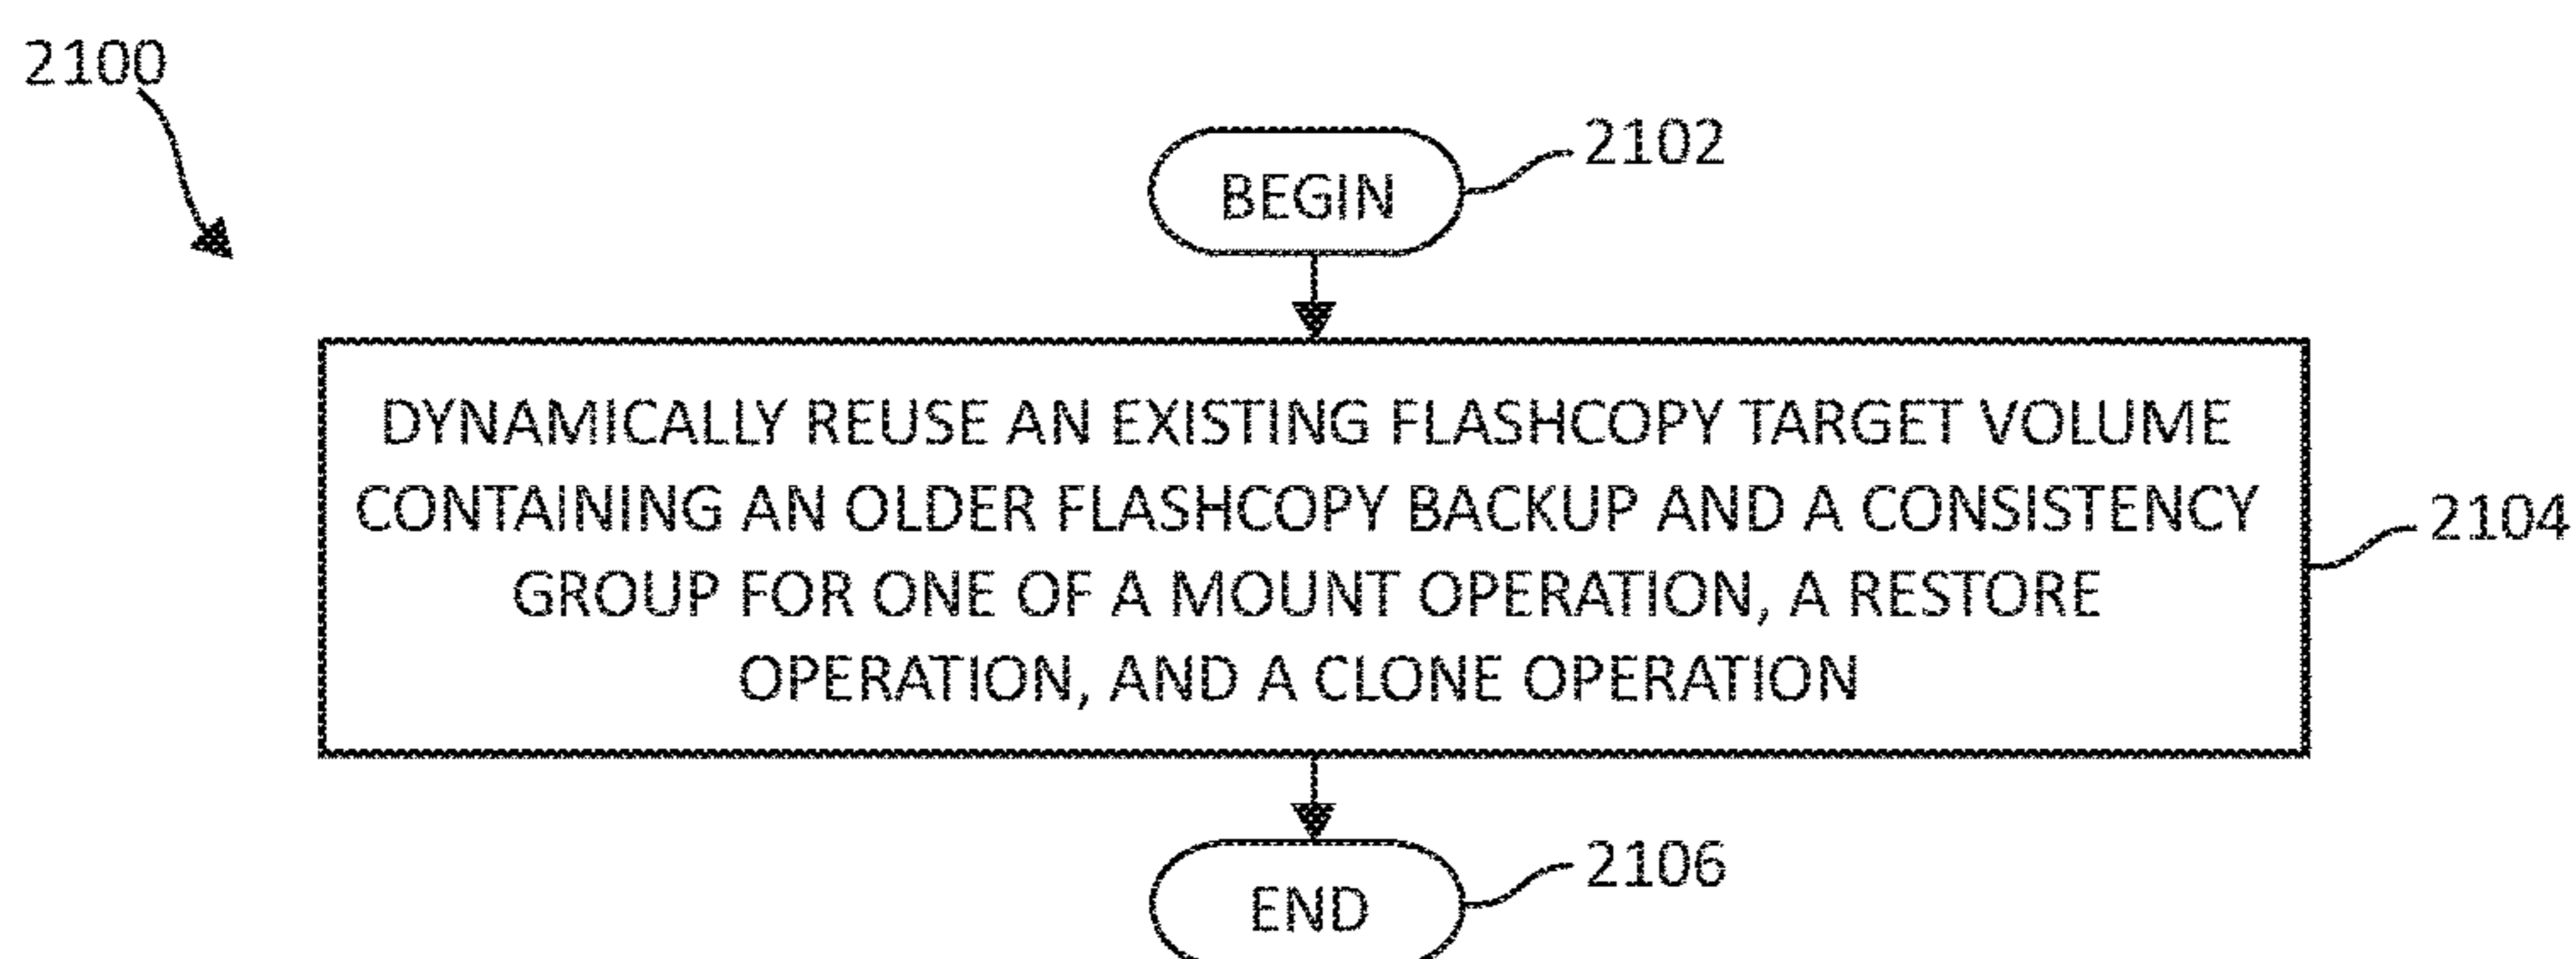 2100
BEGIN
2102
DYNAMICALLY REUSE AN EXISTING FLASHCOPY TARGET VOLUME
CONTAINING AN OLDER FLASHCOPY BACKUP AND A CONSISTENCY
GROUP FOR ONE OF A MOUNT OPERATION, A RESTORE
OPERATION, AND A CLONE OPERATION
2104
END
2106